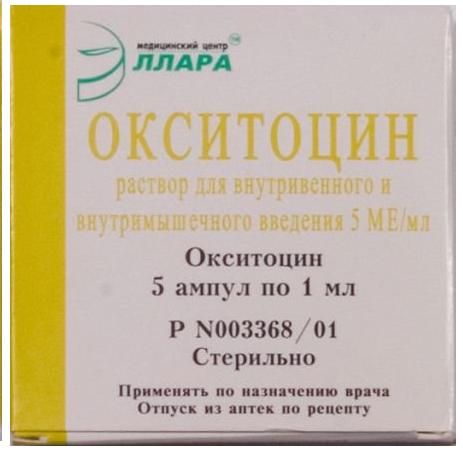 медицинский центр
ЭЛЛАРА
ОКСИТОЦИН
раствор для внутривенного и
внутримышечного введения 5 МЕ/мл
Окситоцин
5 ампул по 1 мл
Р N003368/01
Стерильно
Применять по назначению врача
Отпуск из аптек по рецепту